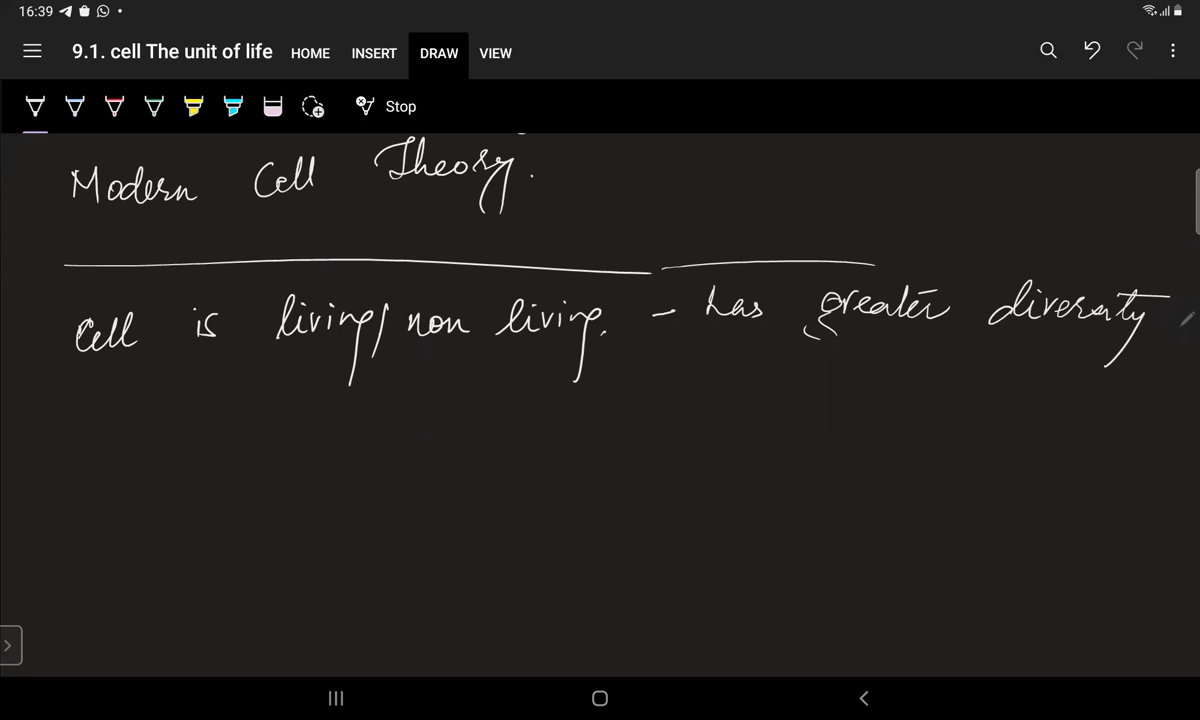 16:39
9.1. cell The unit of life HOME INSERT DRAW VIEW
Stop
Modern Cell Theory.
Cell is living/ non living. - has greater diversity